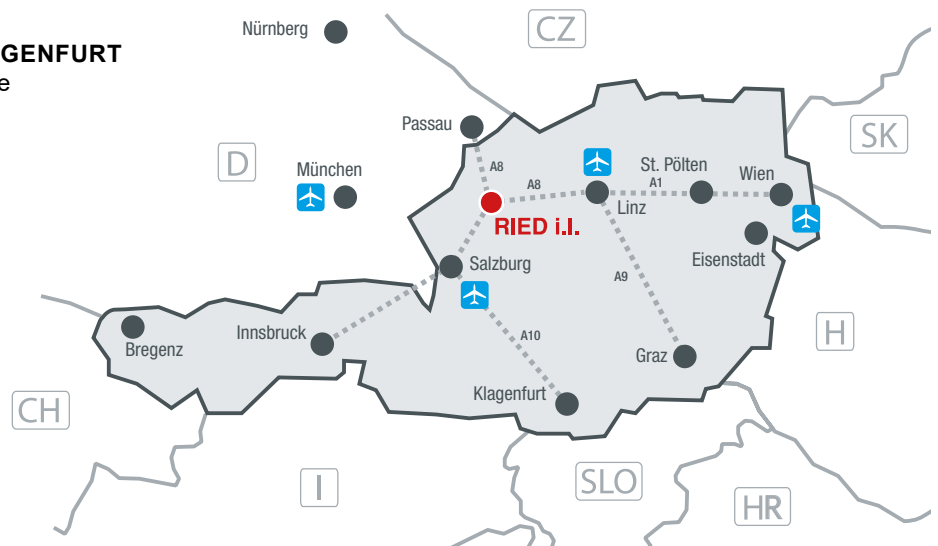 GENFURT
e
Nürnberg
CZ
Passau
SK
D
München
A8
A8
St. Pölten
A1
Wien
Linz
RIED i.I.
Eisenstadt
Salzburg
A9
Innsbruck
A10
Bregenz
Graz
H
Klagenfurt
CH
I
SLO
HR